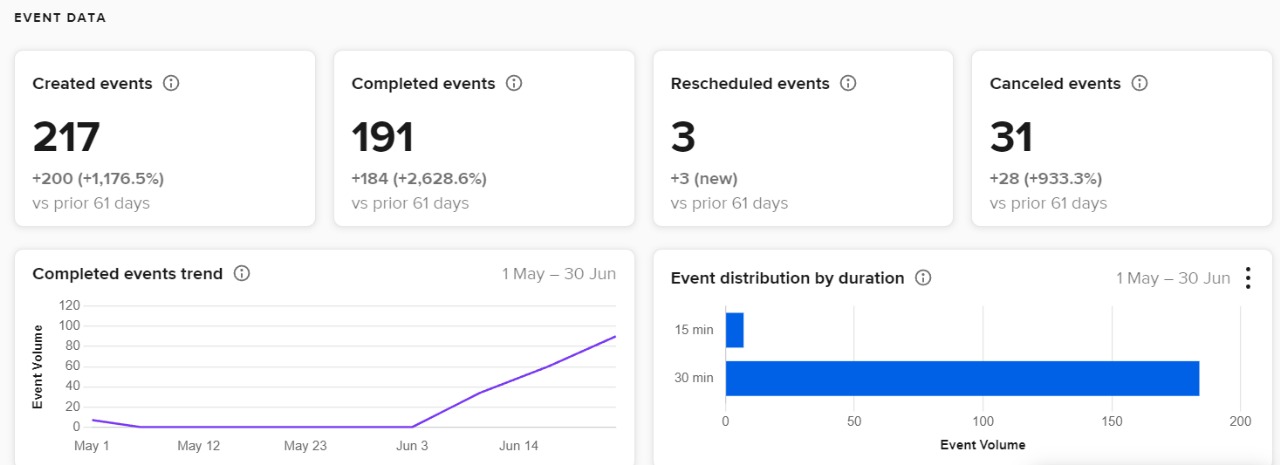 EVENT DATA
Created events
217
+200 (+1,176.5%)
vs prior 61 days
Completed events
191
+184 (+2,628.6%)
vs prior 61 days
Rescheduled events
3
+3 (new)
vs prior 61 days
Canceled events
31
+28 (+933.3%)
vs prior 61 days
Completed events trend
1 May – 30 Jun
Event Volume
120
100
80
60
40
20
0
May 1
May 12
May 23
Jun 3
Jun 14
Event distribution by duration
1 May – 30 Jun
15 min
30 min
0
50
100
150
200
Event Volume